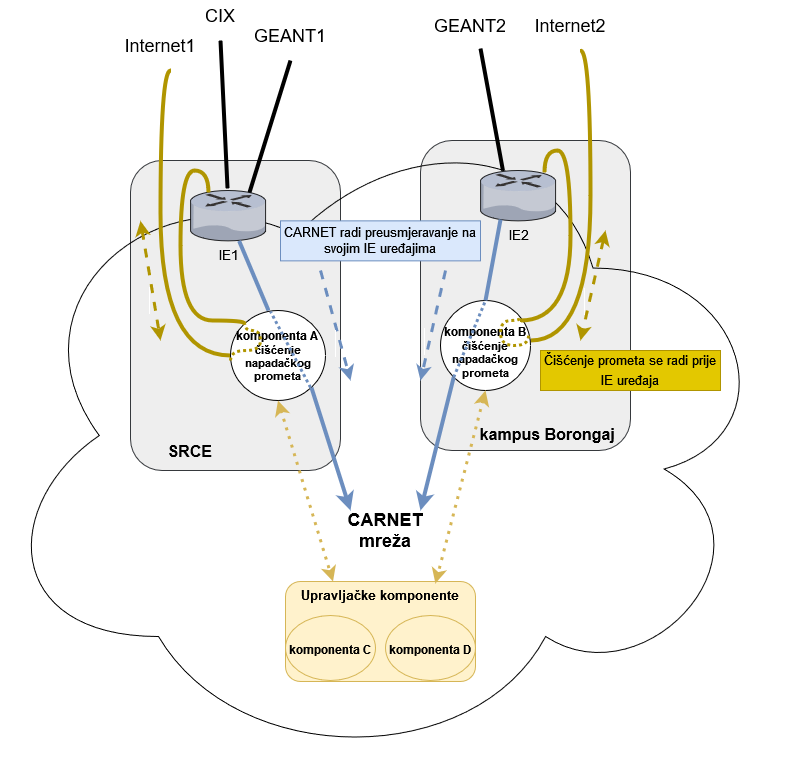 CIX
Internet1
GEANT1
GEANT2
Internet2
IE1
IE2
CARNET radi preusmjeravanje na
svojim IE uređajima
komponenta A
čišćenje
napadačkog
prometa
komponenta B
čišćenje
napadačkog
prometa
Čišćenje prometa se radi prije
IE uređaja
SRCE
kampus Borongaj
CARNET
mreža
Upravljačke komponente
komponenta C
komponenta D